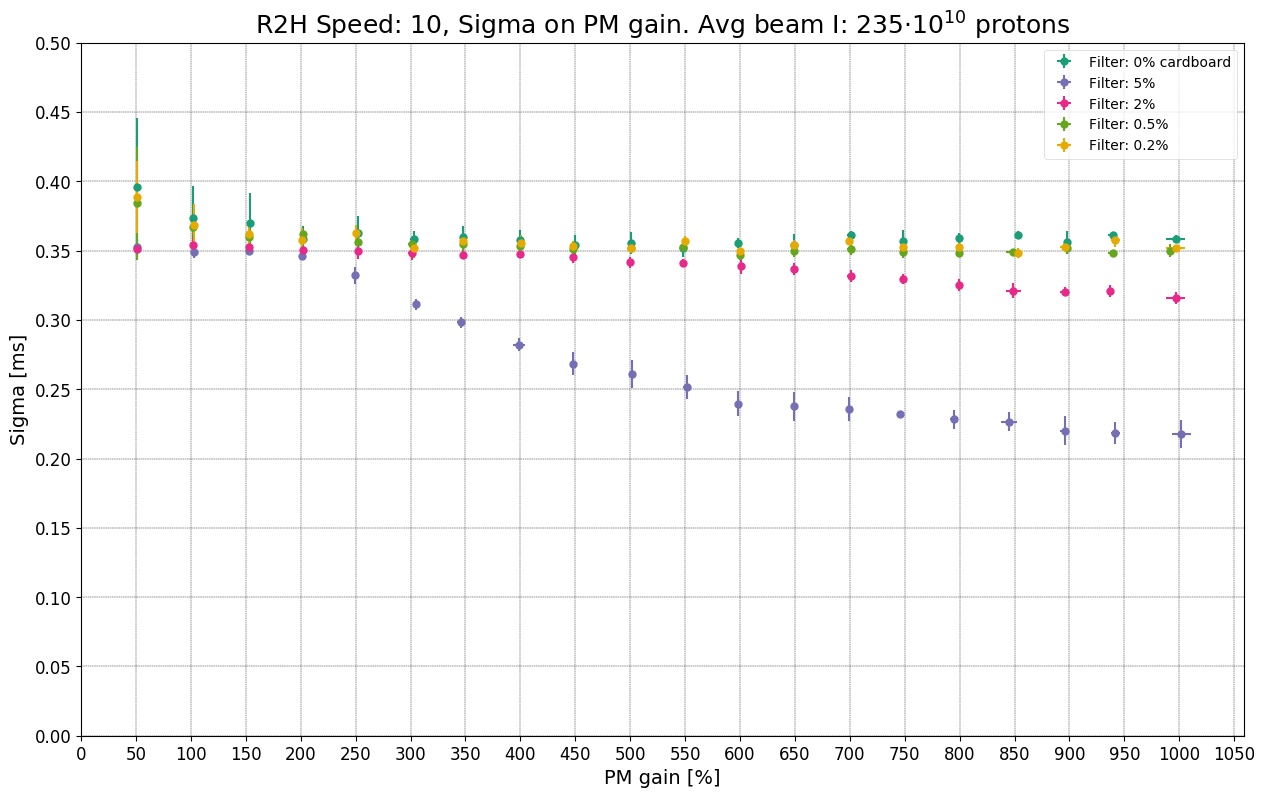 R2H Speed: 10, Sigma on PM gain. Avg beam I: 235·10^10 protons
Filter: 0% cardboard
Filter: 5%
Filter: 2%
Filter: 0.5%
Filter: 0.2%
Sigma [ms]
0.50
0.45
0.40
0.35
0.30
0.25
0.20
0.15
0.10
0.05
0.00
0 50 100 150 200 250 300 350 400 450 500 550 600 650 700 750 800 850 900 950 1000 1050
PM gain [%]